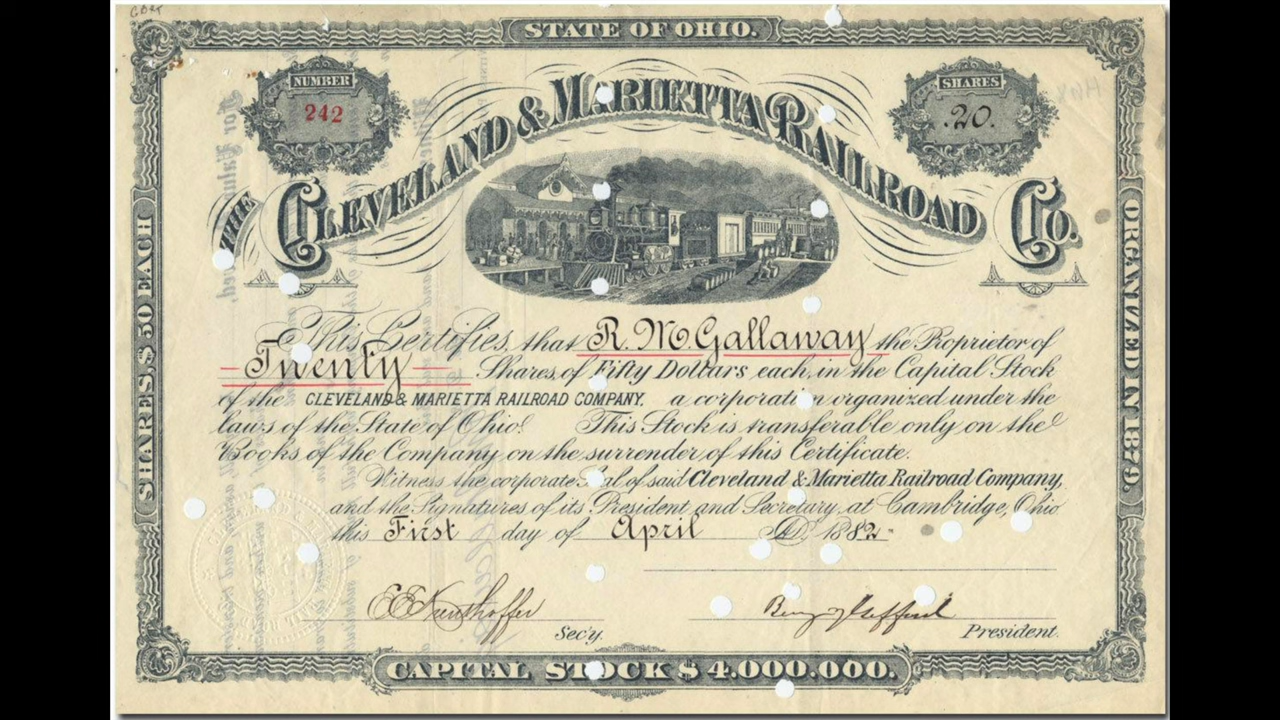 STATE OF OHIO.
NUMBER
242
SHARES
.20.
THE CLEVELAND & MARIETTA RAILROAD CO.
SHARES, $50 EACH
ORGANIZED IN 1879.
This Certifies, that R. M. Gallaway the Proprietor of
Twenty Shares, of Fifty Dollars each, in the Capital Stock
of the CLEVELAND & MARIETTA RAILROAD COMPANY. a corporation organized under the
laws of the State of Ohio. This Stock is transferable only on the
Books of the Company on the surrender of this Certificate.
Witness the corporate Seal of said Cleveland & Marietta Railroad Company,
and the Signatures of its President and Secretary, at Cambridge, Ohio
this First day of April A.D. 1882.
Sec'y.
President.
CAPITAL STOCK $4.000.000.